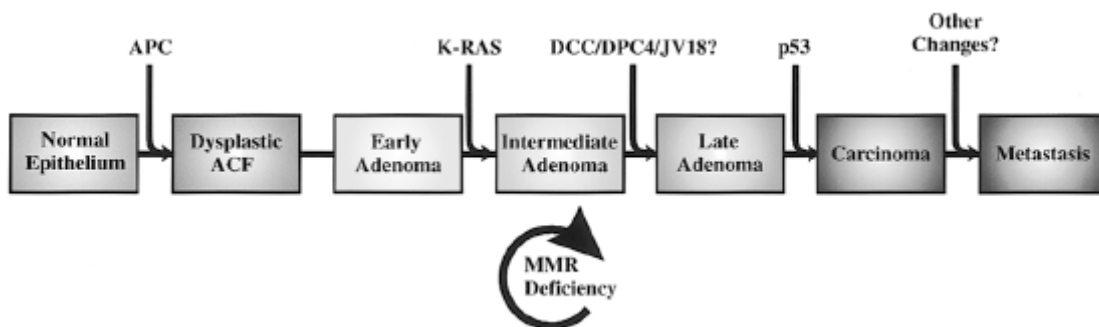 APC
K-RAS
DCC/DPC4/JV18?
p53
Other
Changes?
Normal
Epithelium
Dysplastic
ACF
Early
Adenoma
Intermediate
Adenoma
Late
Adenoma
Carcinoma
Metastasis
MMR
Deficiency